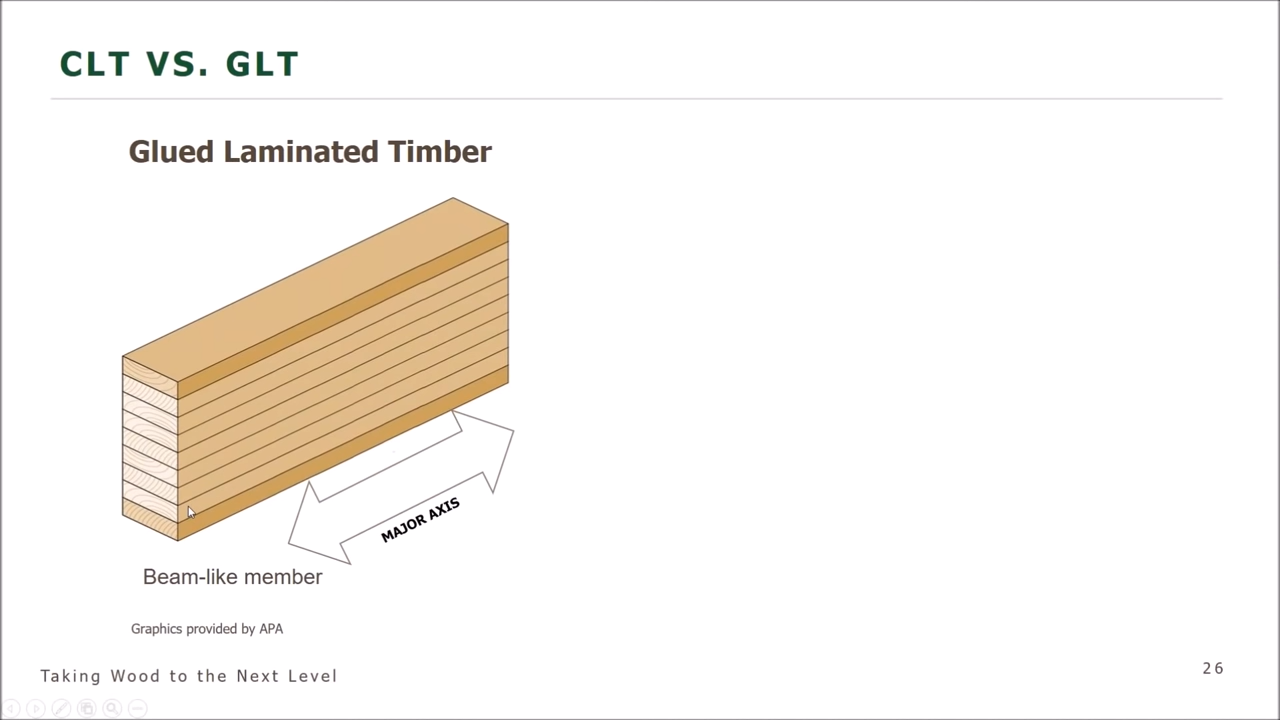 CLT VS. GLT
Glued Laminated Timber
MAJOR AXIS
Beam-like member
Graphics provided by APA
Taking Wood to the Next Level
26